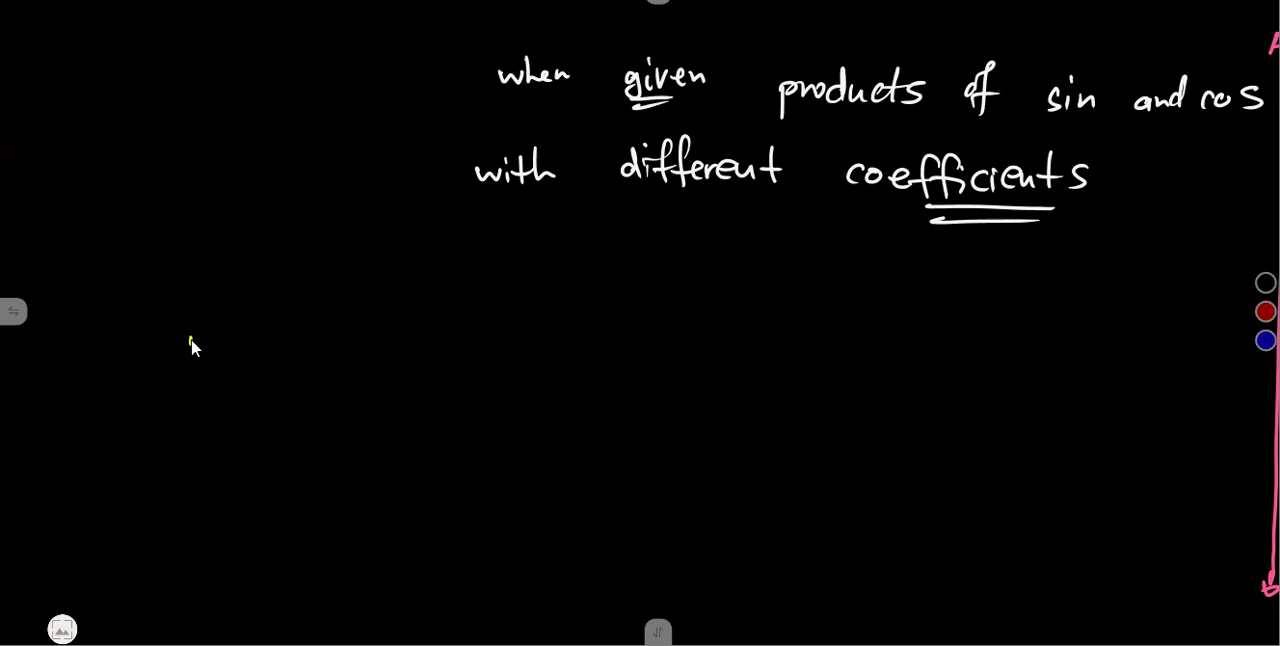 when given products of sin and cos
with different coefficients